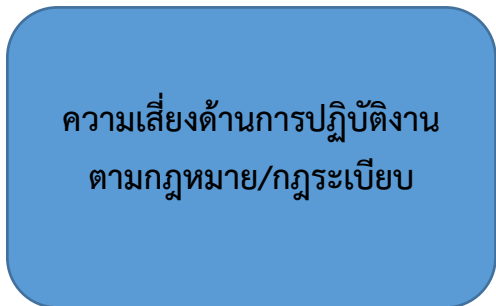 ความเสี่ยงด้านการปฏิบัติงาน
ตามกฎหมาย/กฎระเบียบ